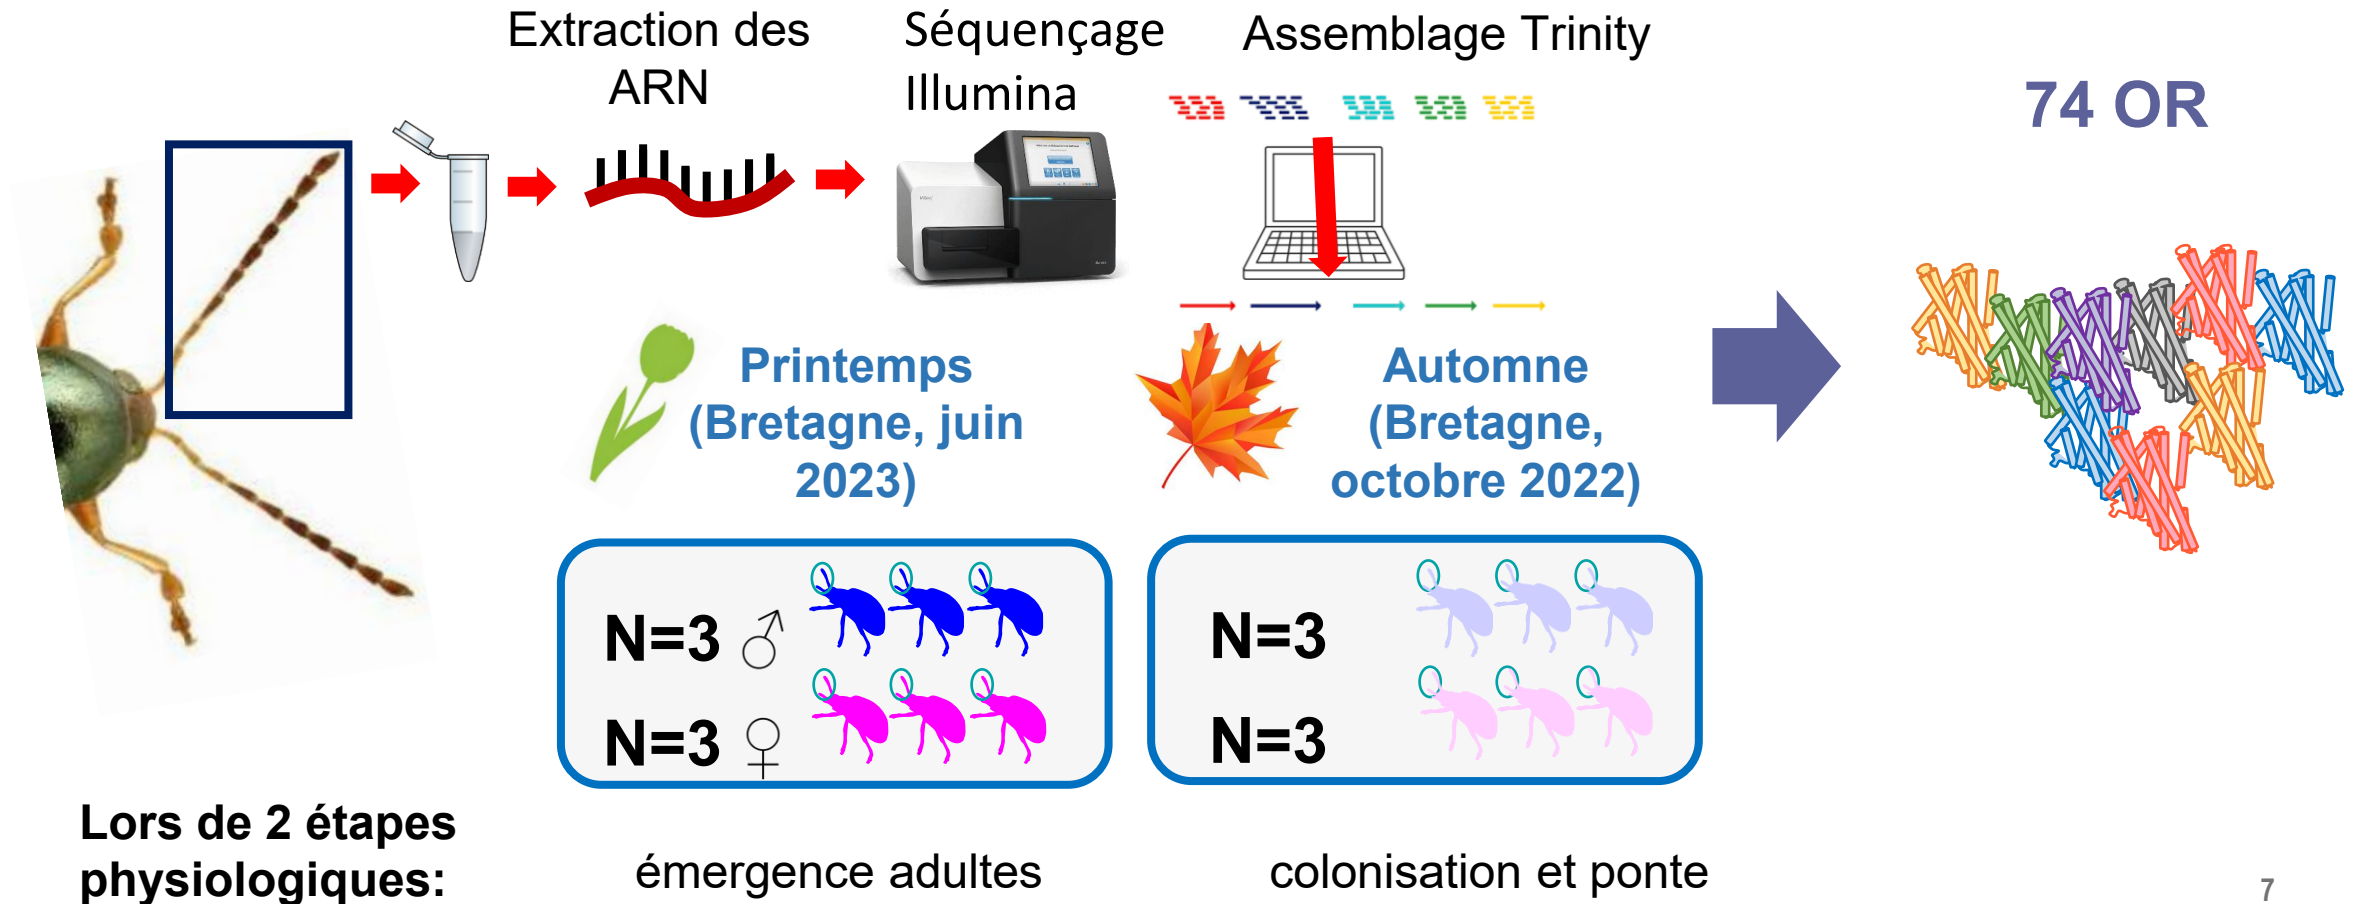 Extraction des
ARN
Séquençage
Illumina
Assemblage Trinity
74 OR
Printemps
(Bretagne, juin
2023)
Automne
(Bretagne,
octobre 2022)
N=3 ♂
N=3 ♀
N=3
N=3
Lors de 2 étapes
physiologiques:
émergence adultes
colonisation et ponte
7